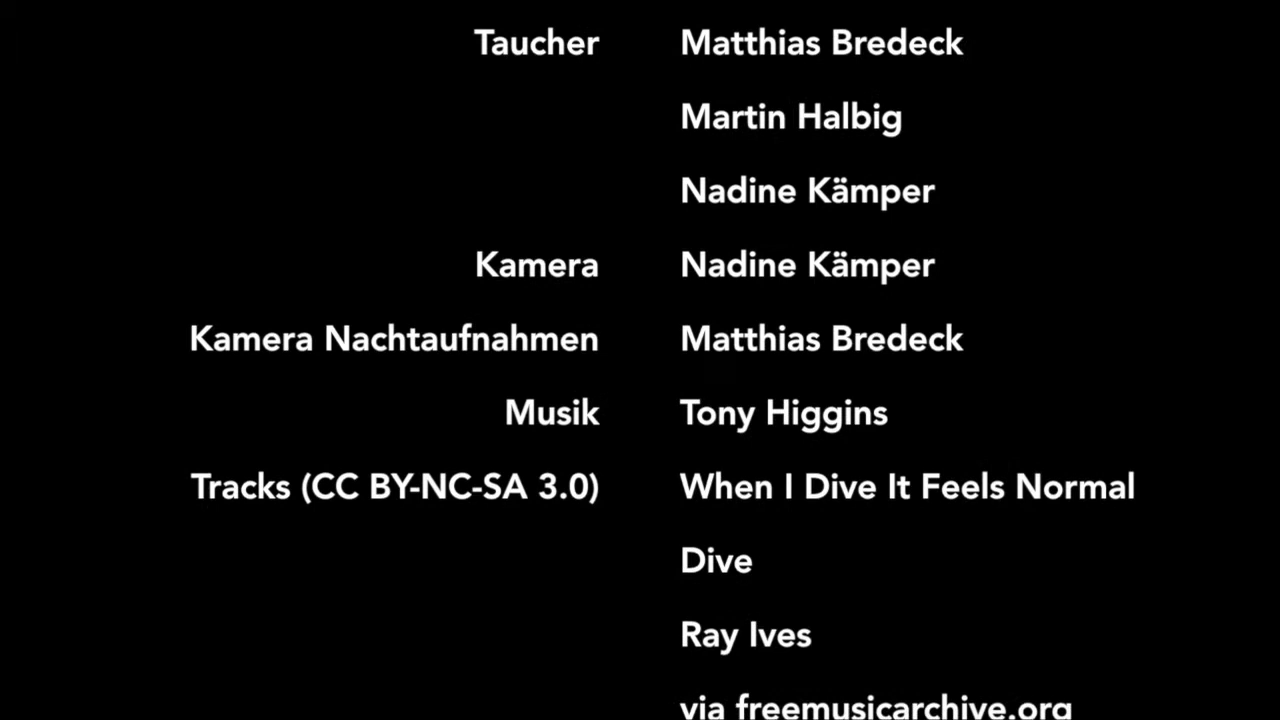 Taucher Matthias Bredeck
Martin Halbig
Nadine Kämper
Kamera Nadine Kämper
Kamera Nachtaufnahmen Matthias Bredeck
Musik Tony Higgins
Tracks (CC BY-NC-SA 3.0) When I Dive It Feels Normal
Dive
Ray Ives
via freemusicarchive.org